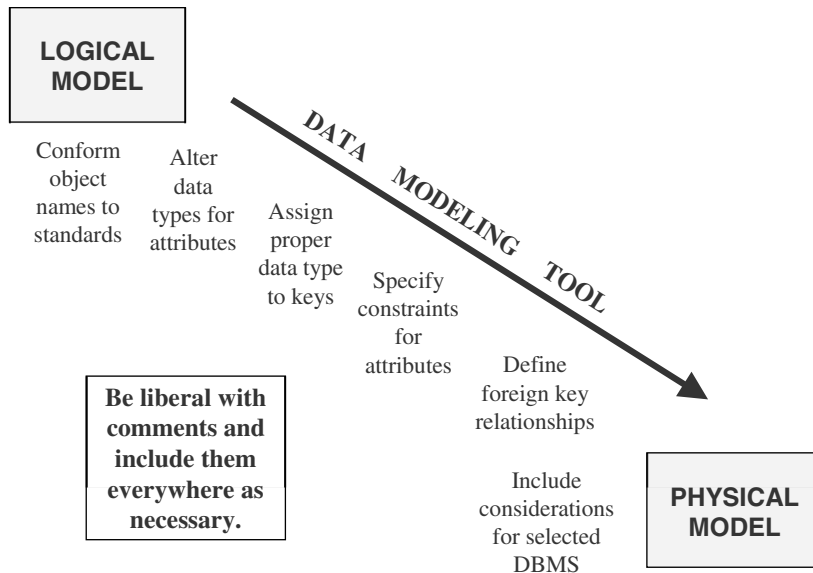 LOGICAL
MODEL
DATA MODELING TOOL
Conform
object
names to
standards
Alter
data
types for
attributes
Assign
proper
data type
to keys
Specify
constraints
for
attributes
Define
foreign key
relationships
Be liberal with
comments and
include them
everywhere as
necessary.
Include
considerations
for selected
DBMS
PHYSICAL
MODEL